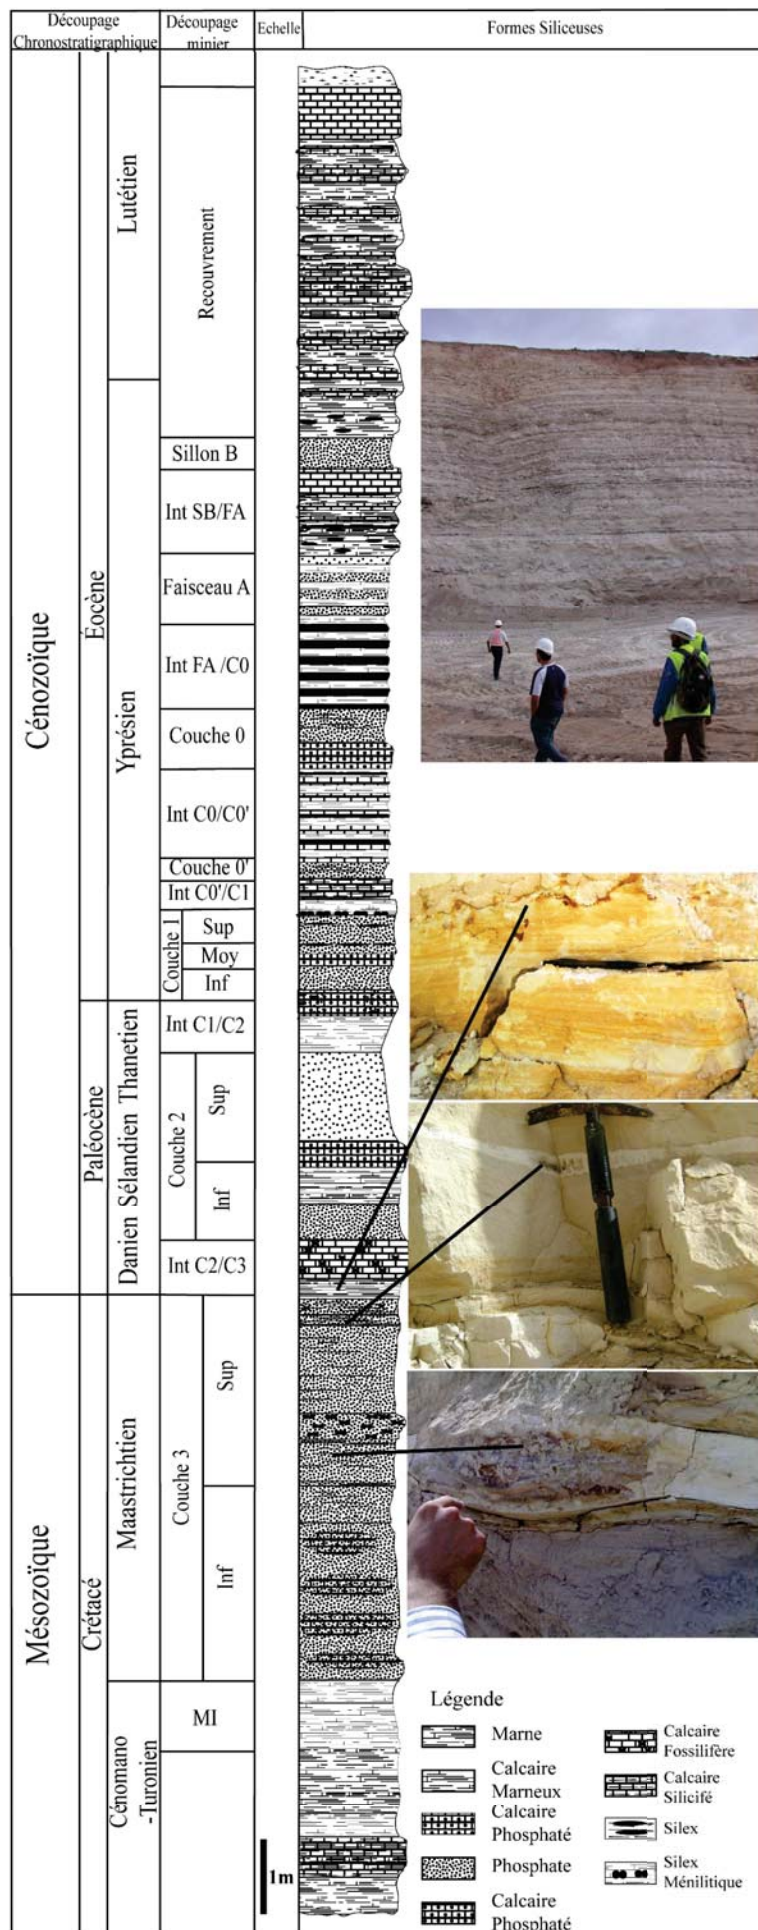 Découpage
Chronostratigraphique
Découpage
minier
Echelle
Formes Siliceuses
Cénozoïque
Mésozoïque
Éocène
Paléocène
Crétacé
Lutétien
Yprésien
Danien Sélandien Thanetien
Maastrichtien
Cénomano
-Turonien
Recouvrement
Sillon B
Int SB/FA
Faisceau A
Int FA /C0
Couche 0
Int C0/C0'
Couche 0'
Int C0'/C1
Couche 1
Sup
Moy
Inf
Int C1/C2
Couche 2
Sup
Inf
Int C2/C3
Couche 3
Sup
Inf
MI
1m
Légende
Marne
Calcaire
Marneux
Calcaire
Phosphaté
Phosphate
Calcaire
Phosphaté
Calcaire
Fossilifère
Calcaire
Silicifé
Silex
Silex
Ménilitique